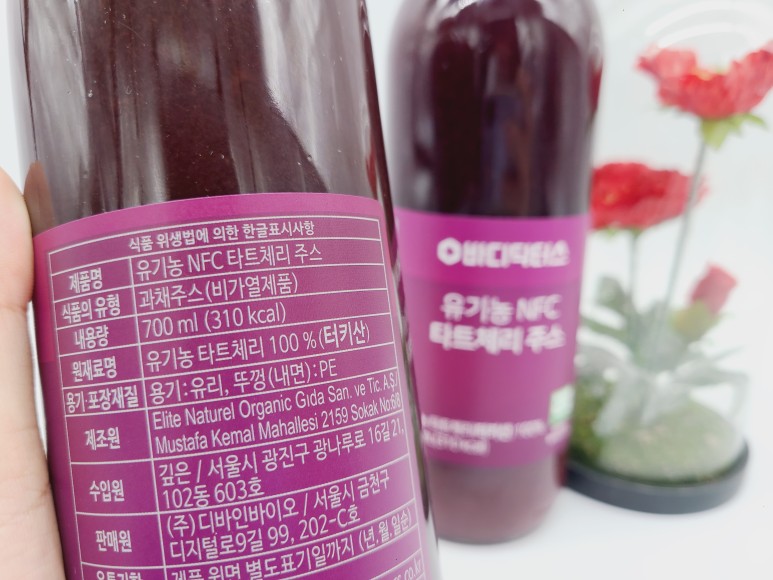 식품 위생법에 의한 한글표시사항
제품명 유기농 NFC 타트체리 주스
식품의 유형 과채주스(비가열제품)
내용량 700 ml (310 kcal)
원재료명 유기농 타트체리 100 % (터키산)
용기·포장재질 용기 : 유리, 뚜껑(내면) : PE
제조원 Elite Naturel Organic Gıda San. ve Tic. A.Ş./
Mustafa Kemal Mahallesi 2159 Sokak No:6/8
수입원 깊은 / 서울시 광진구 광나루로 16길 21,
102동 603호
판매원 (주)디바인바이오 / 서울시 금천구
디지털로9길 99, 202-C호
제품 윗면 별도표기일까지 (년,월,일순)
바디닥터스
유기농 NFC
타트체리 주스